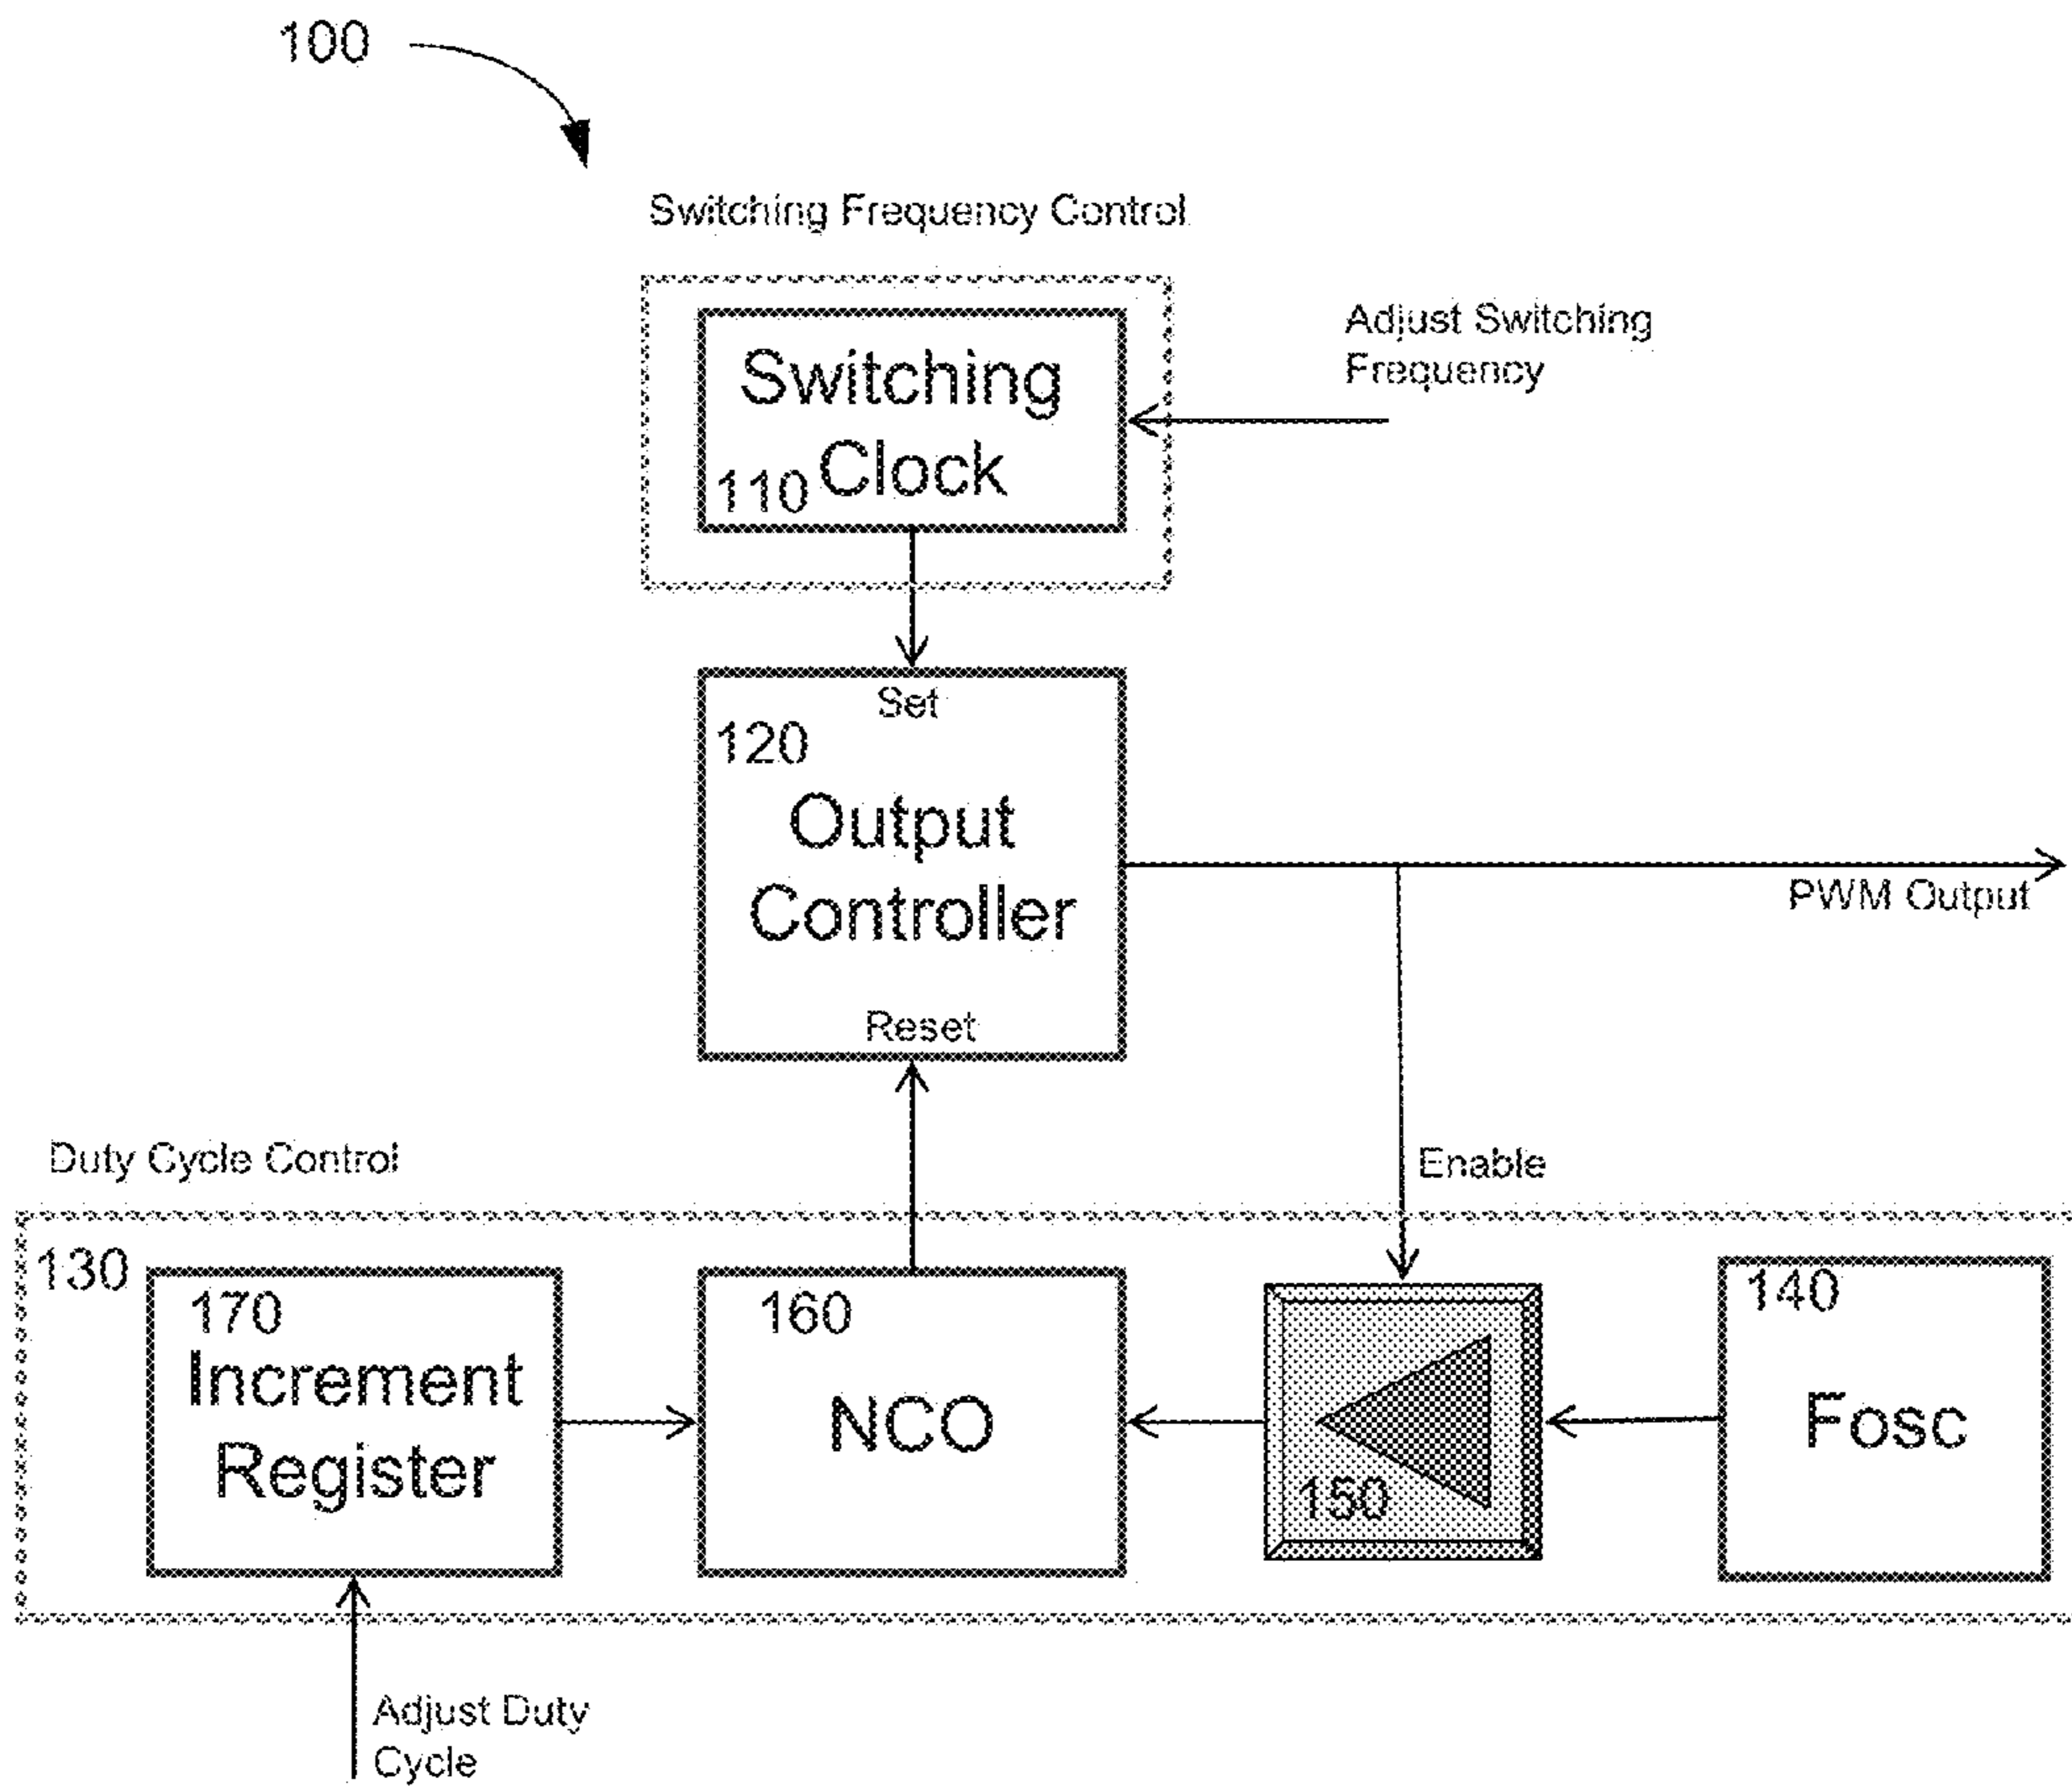 100
Switching Frequency Control
Switching
Clock
110
Adjust Switching
Frequency
Set
120
Output
Controller
Reset
PWM Output
Duty Cycle Control
Enable
130
170
Increment
Register
160
NCO
150
140
Fosc
Adjust Duty
Cycle